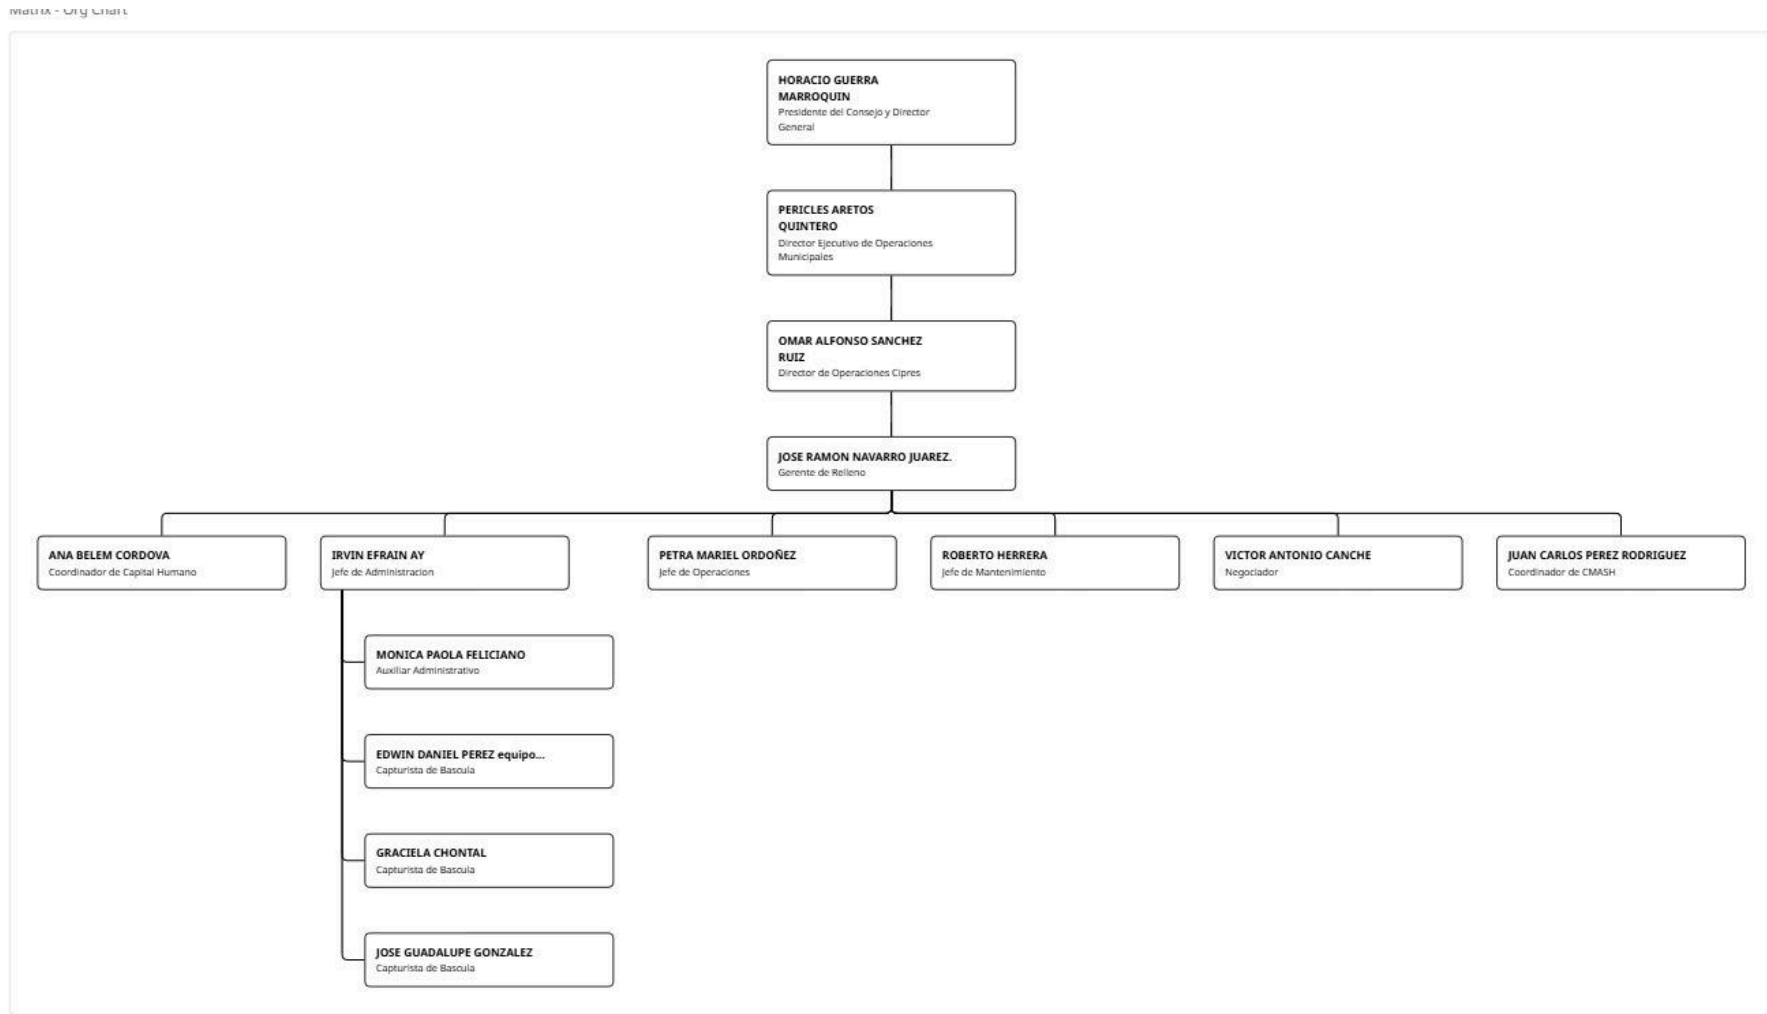 Matrix - Org Chart
HORACIO GUERRA
MARROQUIN
Presidente del Consejo y Director
General
PERICLES ARETOS
QUINTERO
Director Ejecutivo de Operaciones
Municipales
OMAR ALFONSO SANCHEZ
RUIZ
Director de Operaciones Cipres
JOSE RAMON NAVARRO JUAREZ.
Gerente de Relleno
ANA BELEM CORDOVA
Coordinador de Capital Humano
IRVIN EFRAIN AY
Jefe de Administracion
PETRA MARIEL ORDOÑEZ
Jefe de Operaciones
ROBERTO HERRERA
Jefe de Mantenimiento
VICTOR ANTONIO CANCHE
Negociador
JUAN CARLOS PEREZ RODRIGUEZ
Coordinador de CMASH
MONICA PAOLA FELICIANO
Auxiliar Administrativo
EDWIN DANIEL PEREZ equipo...
Capturista de Bascula
GRACIELA CHONTAL
Capturista de Bascula
JOSE GUADALUPE GONZALEZ
Capturista de Bascula